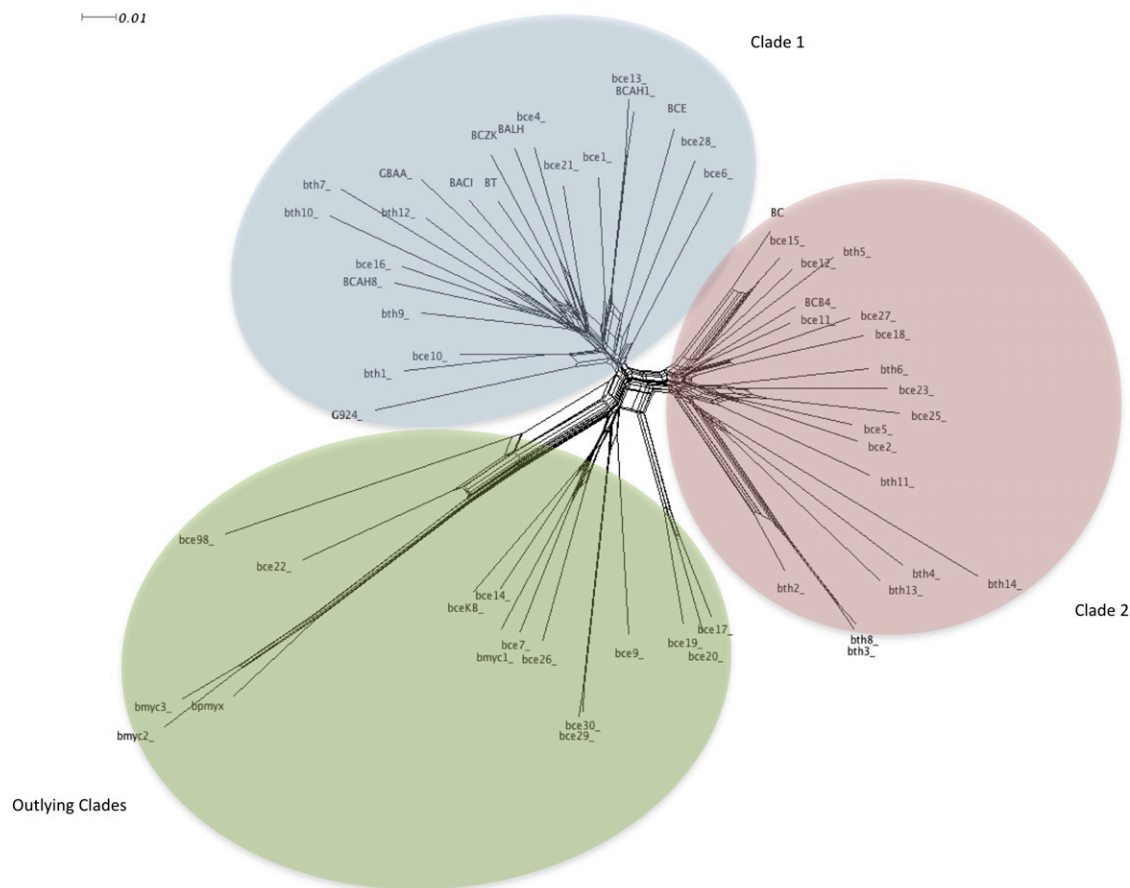 0.01
Clade 1
bce13_
BCAH1_
BCE
bce4_
BALH
BCZK
bce28_
bce1_
bce21_
bce6_
GBAA_
BACI
BT
bth7_
bth10_
bth12_
BC
bce15_
bth5_
bce12_
bce16_
BCAH8_
BCB4_
bth9_
bce27_
bce11_
bce18_
bce10_
bth1_
bth6_
bce23_
G924_
bce25_
bce5_
bce2_
bth11_
bce98_
bce22_
bth4_
bth14_
bth2_
bth13_
bce14_
bceKB_
Clade 2
bce17_
bth8_
bth3_
bce7_
bce19_
bce9_
bce20_
bmyc1_
bce26_
bmyc3_
bpmyx
bce30_
bce29_
bmyc2_
Outlying Clades